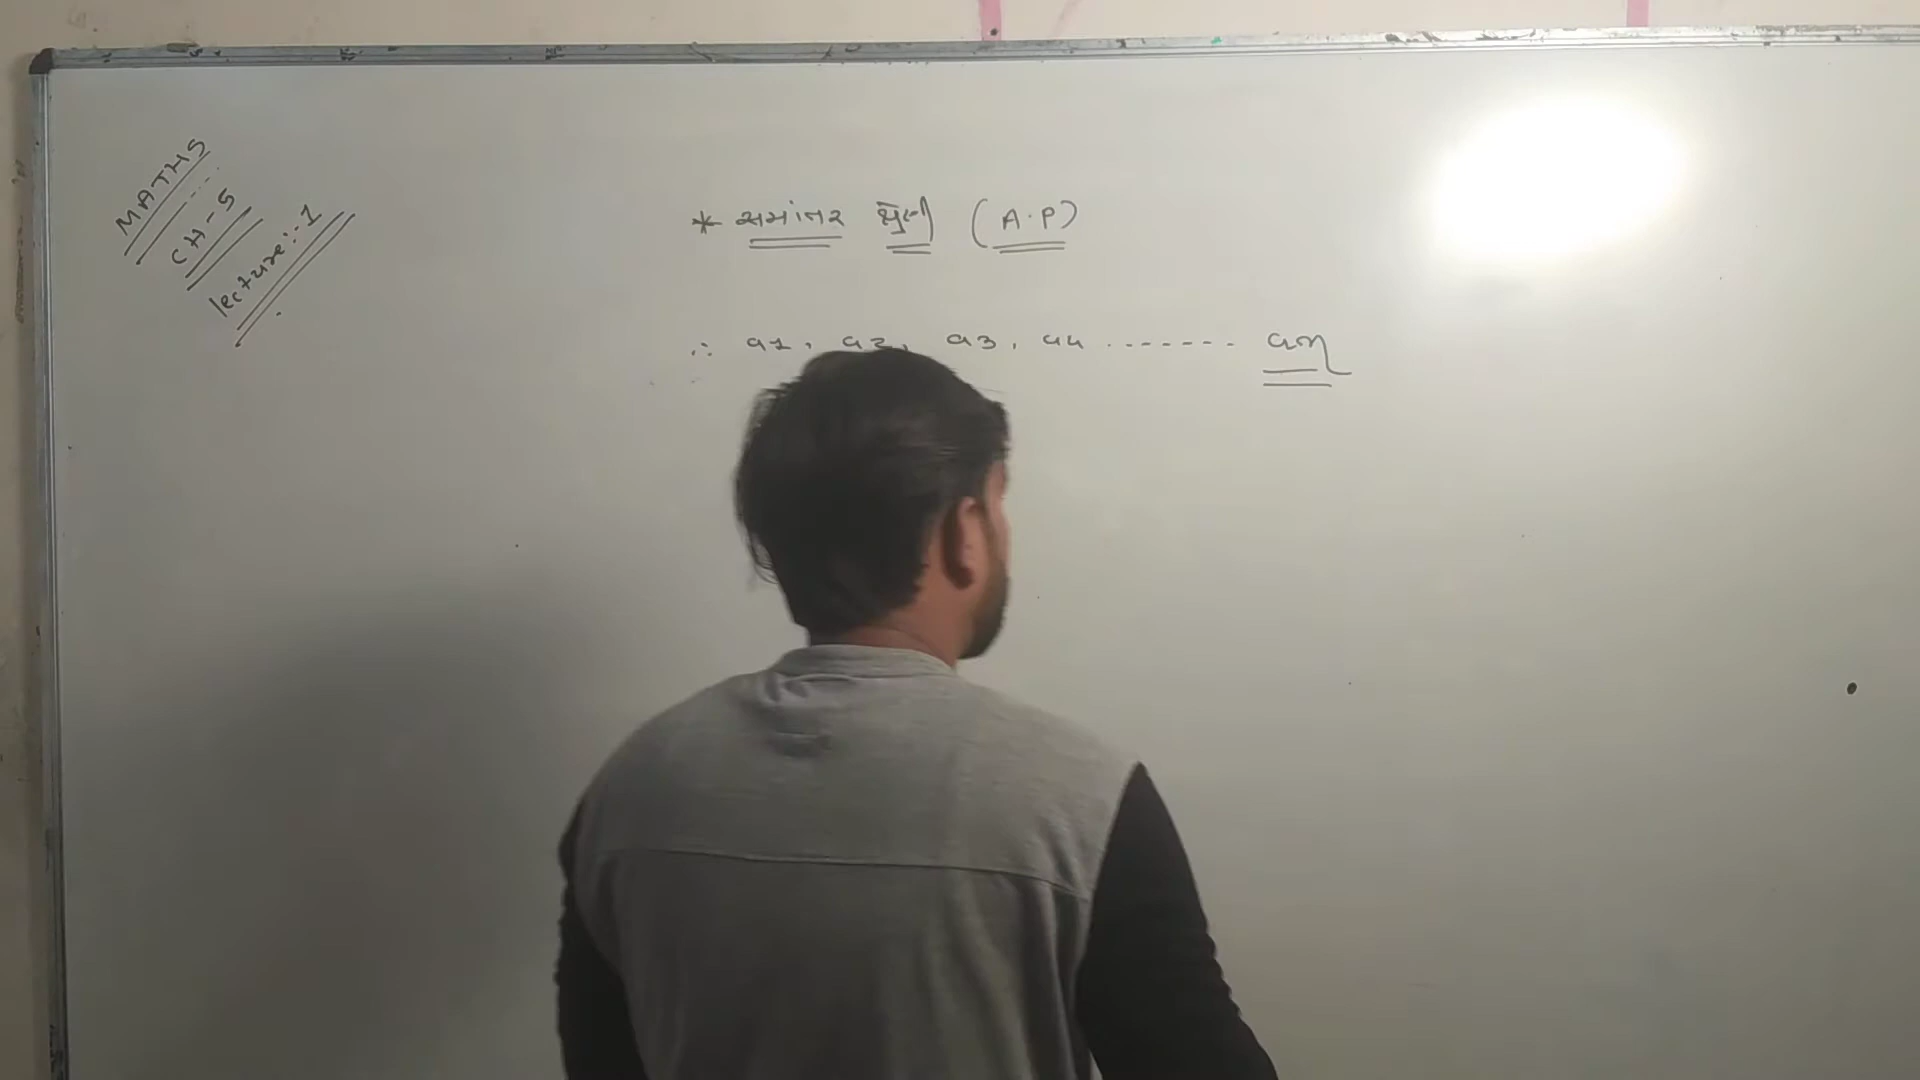 MATHS
CH-5
lecture:-1
* સમાંતર શ્રેણી (A.P)
∴ a1, a2, a3, a4 ....... an